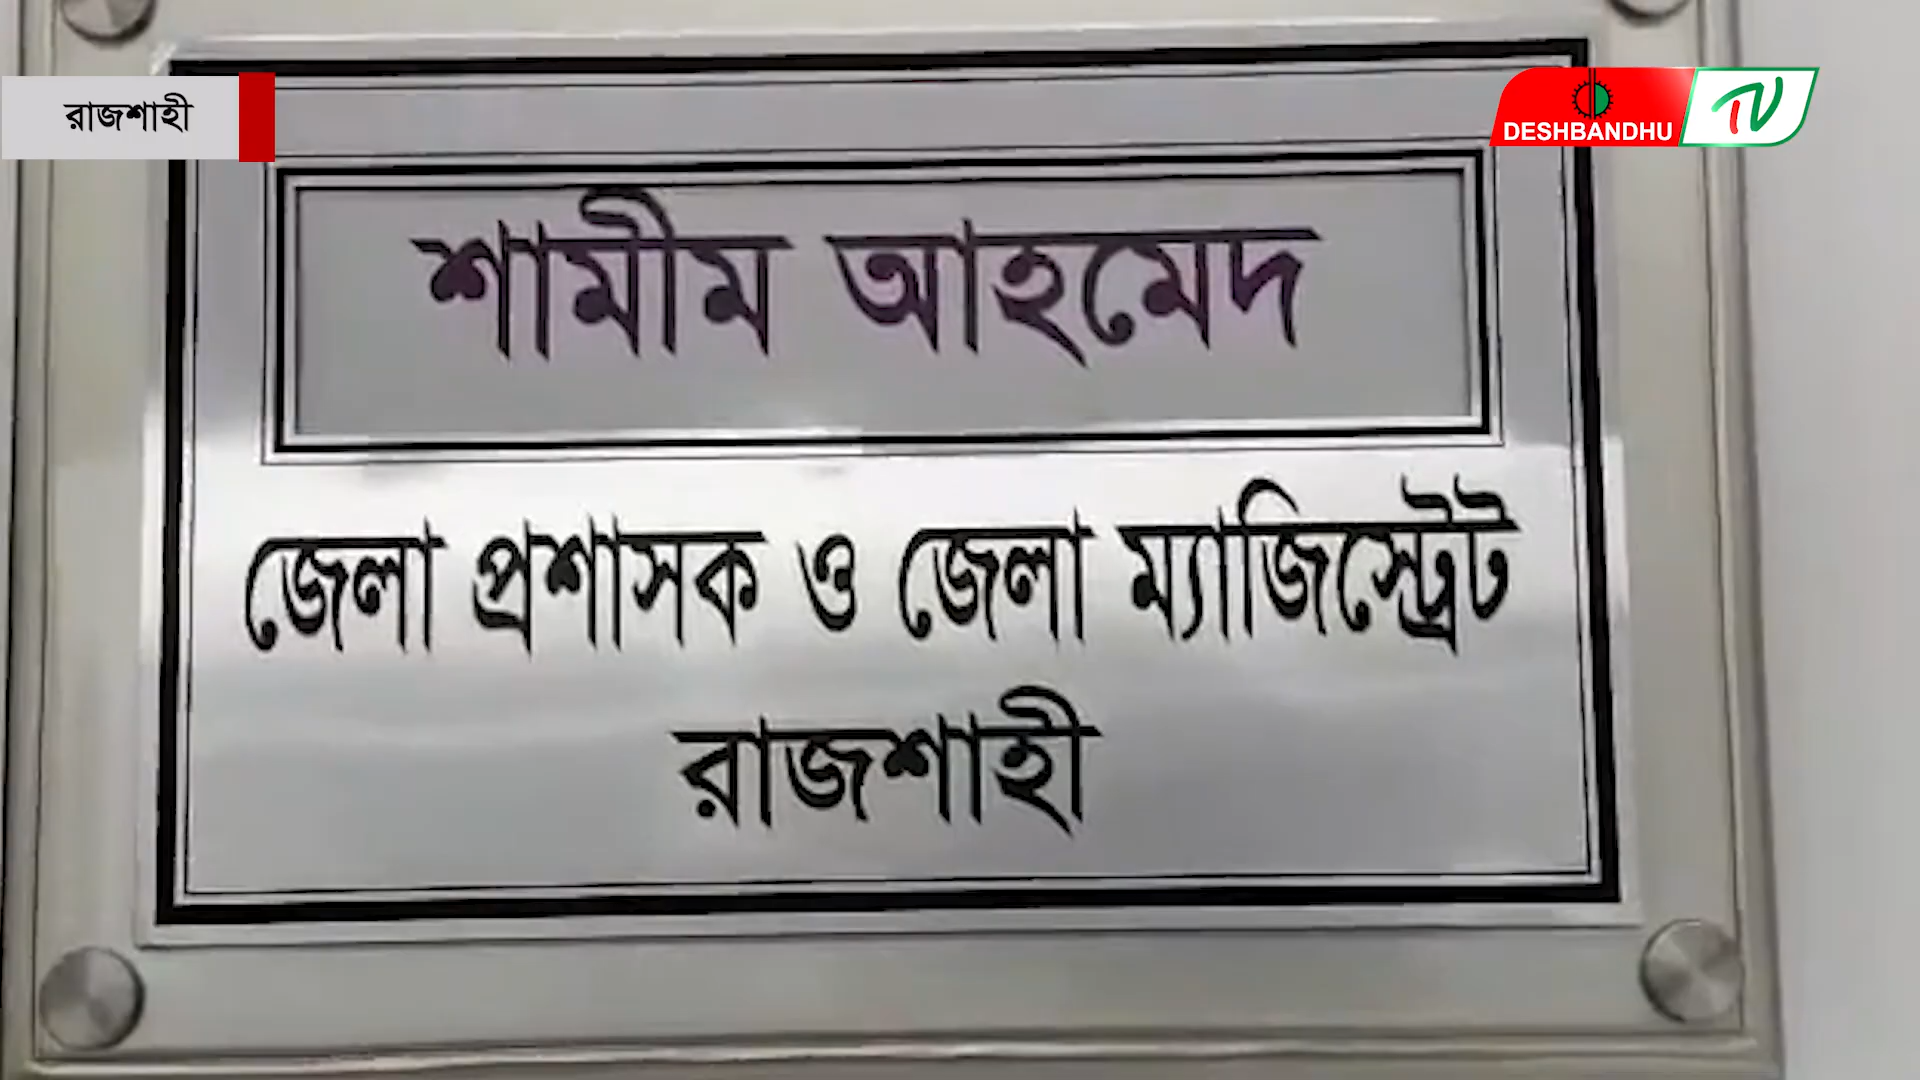 রাজশাহী
DESHBANDHU TV
শামীম আহমেদ
জেলা প্রশাসক ও জেলা ম্যাজিস্ট্রেট
রাজশাহী